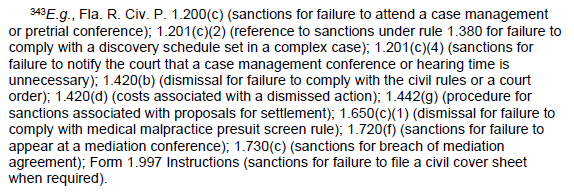 343E.g., Fla. R. Civ. P. 1.200(c) (sanctions for failure to attend a case management
or pretrial conference); 1.201(c)(2) (reference to sanctions under rule 1.380 for failure to
comply with a discovery schedule set in a complex case); 1.201(c)(4) (sanctions for
failure to notify the court that a case management conference or hearing time is
unnecessary); 1.420(b) (dismissal for failure to comply with the civil rules or a court
order); 1.420(d) (costs associated with a dismissed action); 1.442(g) (procedure for
sanctions associated with proposals for settlement); 1.650(c)(1) (dismissal for failure to
comply with medical malpractice presuit screen rule); 1.720(f) (sanctions for failure to
appear at a mediation conference); 1.730(c) (sanctions for breach of mediation
agreement); Form 1.997 Instructions (sanctions for failure to file a civil cover sheet
when required).